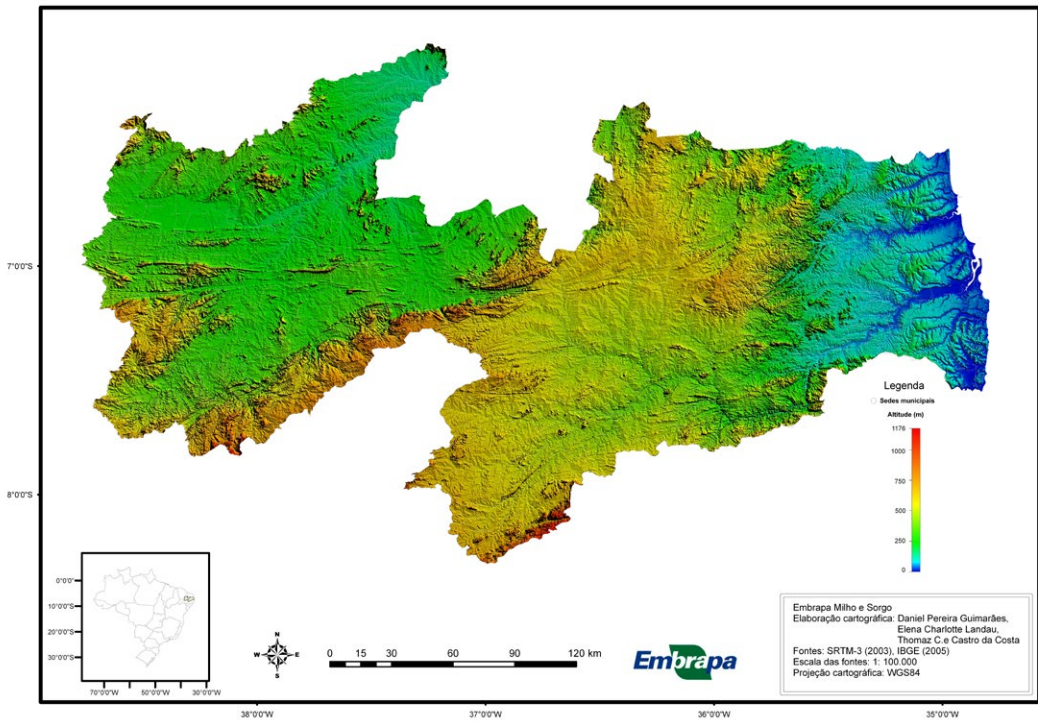 7°0'0"S
8°0'0"S
Legenda
Sedes municipais
Altitude (m)
1176
1000
750
500
250
0
0°0'0"
10°0'0"S
20°0'0"S
30°0'0"S
70°0'0"W
50°0'0"W
30°0'0"W
N
W
E
S
0
15
30
60
90
120 km
Embrapa
Embrapa Milho e Sorgo
Elaboração cartográfica: Daniel Pereira Guimarães,
Elena Charlotte Landau,
Thomaz C.e Castro da Costa
Fontes: SRTM-3 (2003), IBGE (2005)
Escala das fontes: 1: 100.000
Projeção cartográfica: WGS84
38°0'0"W
37°0'0"W
36°0'0"W
35°0'0"W